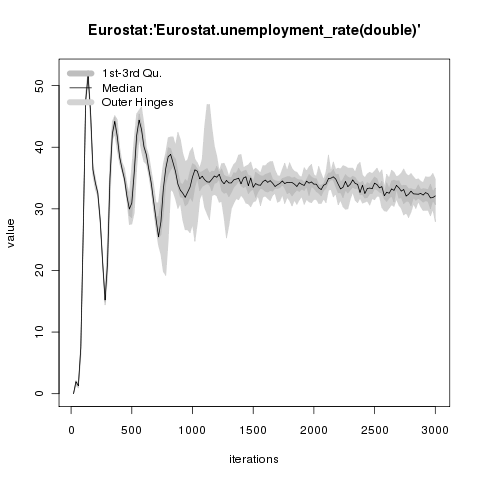 Eurostat:'Eurostat.unemployment_rate(double)'
1st-3rd Qu.
Median
Outer Hinges
value
50
40
30
20
10
0
0 500 1000 1500 2000 2500 3000
iterations